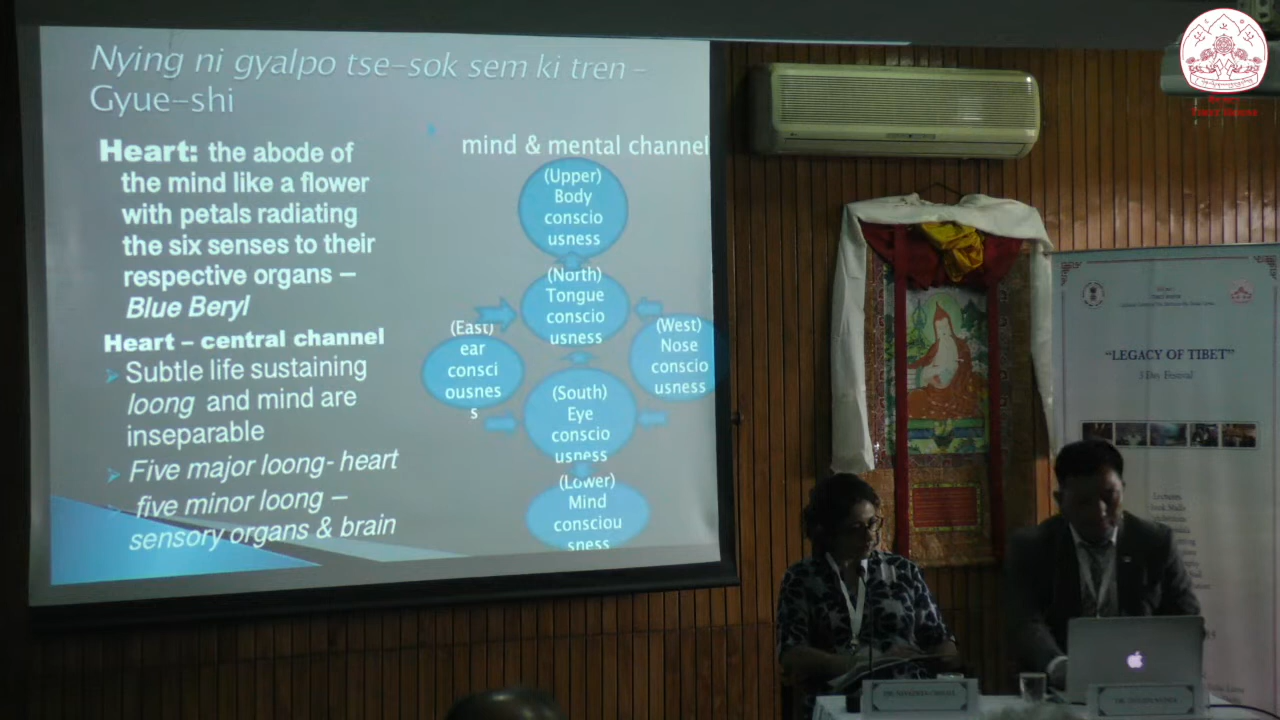 Nying ni gyalpo tse-sok sem ki tren –
Gyue-shi
Heart: the abode of
the mind like a flower
with petals radiating
the six senses to their
respective organs –
Blue Beryl
Heart – central channel
Subtle life sustaining
loong and mind are
inseparable
Five major loong- heart
five minor loong –
sensory organs & brain
mind & mental channel
(Upper)
Body
conscio
usness
(North)
Tongue
conscio
usness
(East)
ear
consci
ousnes
s
(West)
Nose
conscio
usness
(South)
Eye
conscio
usness
(Lower)
Mind
consciou
sness
"LEGACY OF TIBET"
3 Day Festival
Lectures